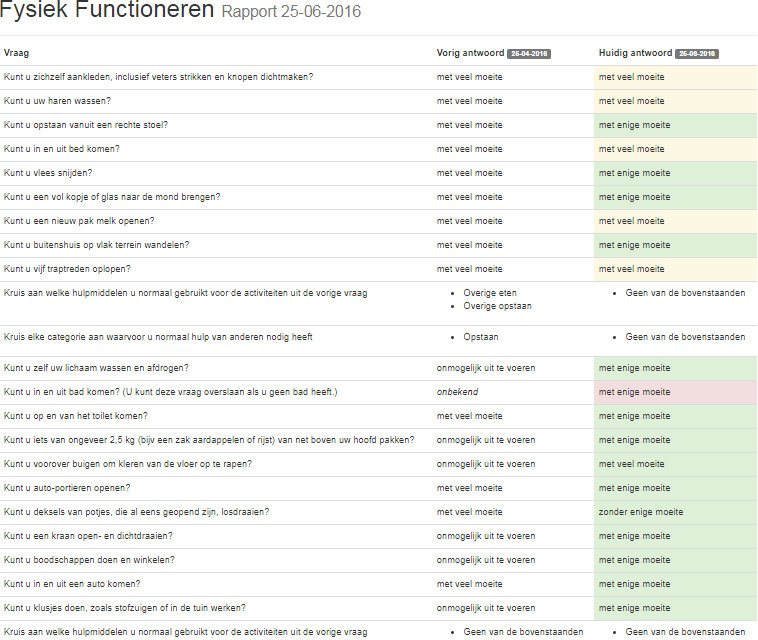 Fysiek Functioneren Rapport 25-06-2016
Vraag Vorig antwoord 25-04-2016 Huidig antwoord 25-06-2016
Kunt u zichzelf aankleden, inclusief veters strikken en knopen dichtmaken? met veel moeite met veel moeite
Kunt u uw haren wassen? met veel moeite met veel moeite
Kunt u opstaan vanuit een rechte stoel? met veel moeite met enige moeite
Kunt u in en uit bed komen? met veel moeite met veel moeite
Kunt u vlees snijden? met veel moeite met enige moeite
Kunt u een vol kopje of glas naar de mond brengen? met veel moeite met enige moeite
Kunt u een nieuw pak melk openen? met veel moeite met veel moeite
Kunt u buitenshuis op vlak terrein wandelen? met veel moeite met enige moeite
Kunt u vijf traptreden oplopen? met veel moeite met veel moeite
Kruis aan welke hulpmiddelen u normaal gebruikt voor de activiteiten uit de vorige vraag • Overige eten • Geen van de bovenstaanden
• Overige opstaan
Kruis elke categorie aan waarvoor u normaal hulp van anderen nodig heeft • Opstaan • Geen van de bovenstaanden
Kunt u zelf uw lichaam wassen en afdrogen? onmogelijk uit te voeren met enige moeite
Kunt u in en uit bad komen? (U kunt deze vraag overslaan als u geen bad heeft.) onbekend met enige moeite
Kunt u op en van het toilet komen? met veel moeite met enige moeite
Kunt u iets van ongeveer 2,5 kg (bijv een zak aardappelen of rijst) van net boven uw hoofd pakken? onmogelijk uit te voeren met enige moeite
Kunt u voorover buigen om kleren van de vloer op te rapen? onmogelijk uit te voeren met veel moeite
Kunt u auto-portieren openen? met veel moeite met enige moeite
Kunt u deksels van potjes, die al eens geopend zijn, losdraaien? met veel moeite zonder enige moeite
Kunt u een kraan open- en dichtdraaien? onmogelijk uit te voeren met enige moeite
Kunt u boodschappen doen en winkelen? onmogelijk uit te voeren met enige moeite
Kunt u in en uit een auto komen? met veel moeite met enige moeite
Kunt u klusjes doen, zoals stofzuigen of in de tuin werken? onmogelijk uit te voeren met enige moeite
Kruis aan welke hulpmiddelen u normaal gebruikt voor de activiteiten uit de vorige vraag • Geen van de bovenstaanden • Geen van de bovenstaanden